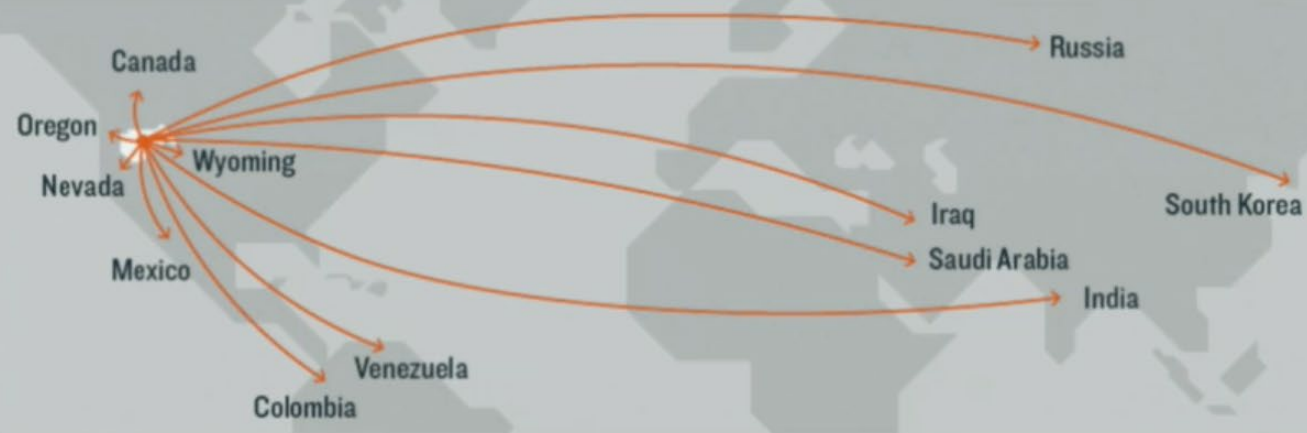 Russia
Canada
Oregon
Wyoming
Nevada
South Korea
Iraq
Saudi Arabia
Mexico
India
Venezuela
Colombia